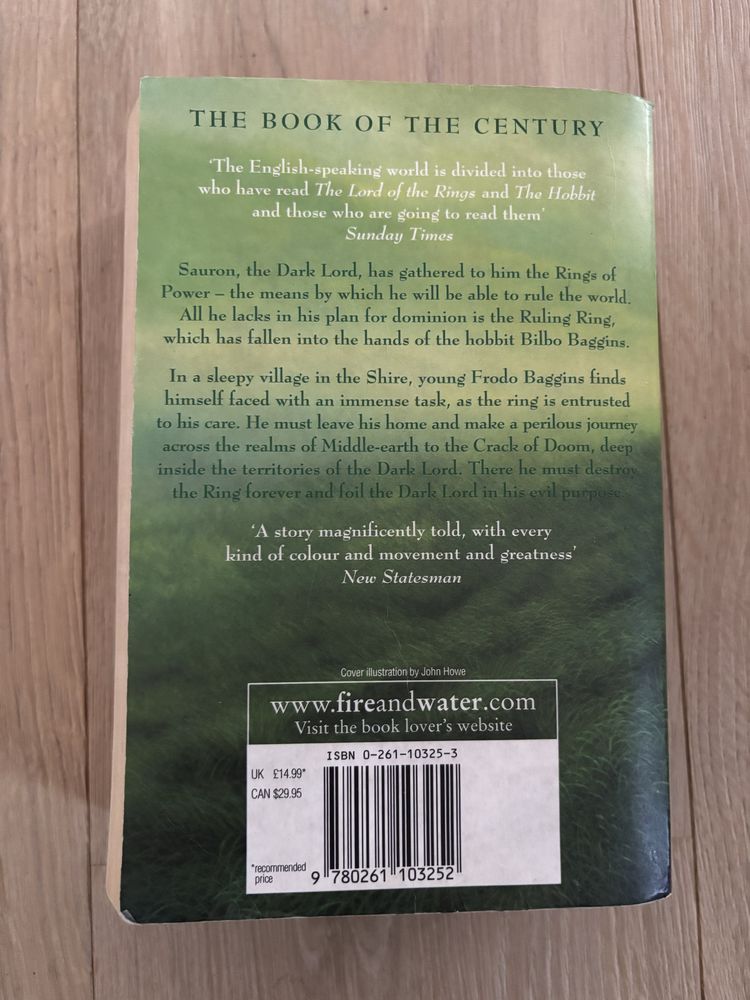 THE BOOK OF THE CENTURY
‘The English-speaking world is divided into those
who have read The Lord of the Rings and The Hobbit
and those who are going to read them’
Sunday Times
Sauron, the Dark Lord, has gathered to him the Rings of
Power – the means by which he will be able to rule the world.
All he lacks in his plan for dominion is the Ruling Ring,
which has fallen into the hands of the hobbit Bilbo Baggins.
In a sleepy village in the Shire, young Frodo Baggins finds
himself faced with an immense task, as the ring is entrusted
to his care. He must leave his home and make a perilous journey
across the realms of Middle-earth to the Crack of Doom, deep
inside the territories of the Dark Lord. There he must destroy
the Ring forever and foil the Dark Lord in his evil purpose.
‘A story magnificently told, with every
kind of colour and movement and greatness’
New Statesman
Cover illustration by John Howe
www.fireandwater.com
Visit the book lover's website
ISBN 0-261-10325-3
UK £14.99*
CAN $29.95
*recommended
price
9 780261 103252